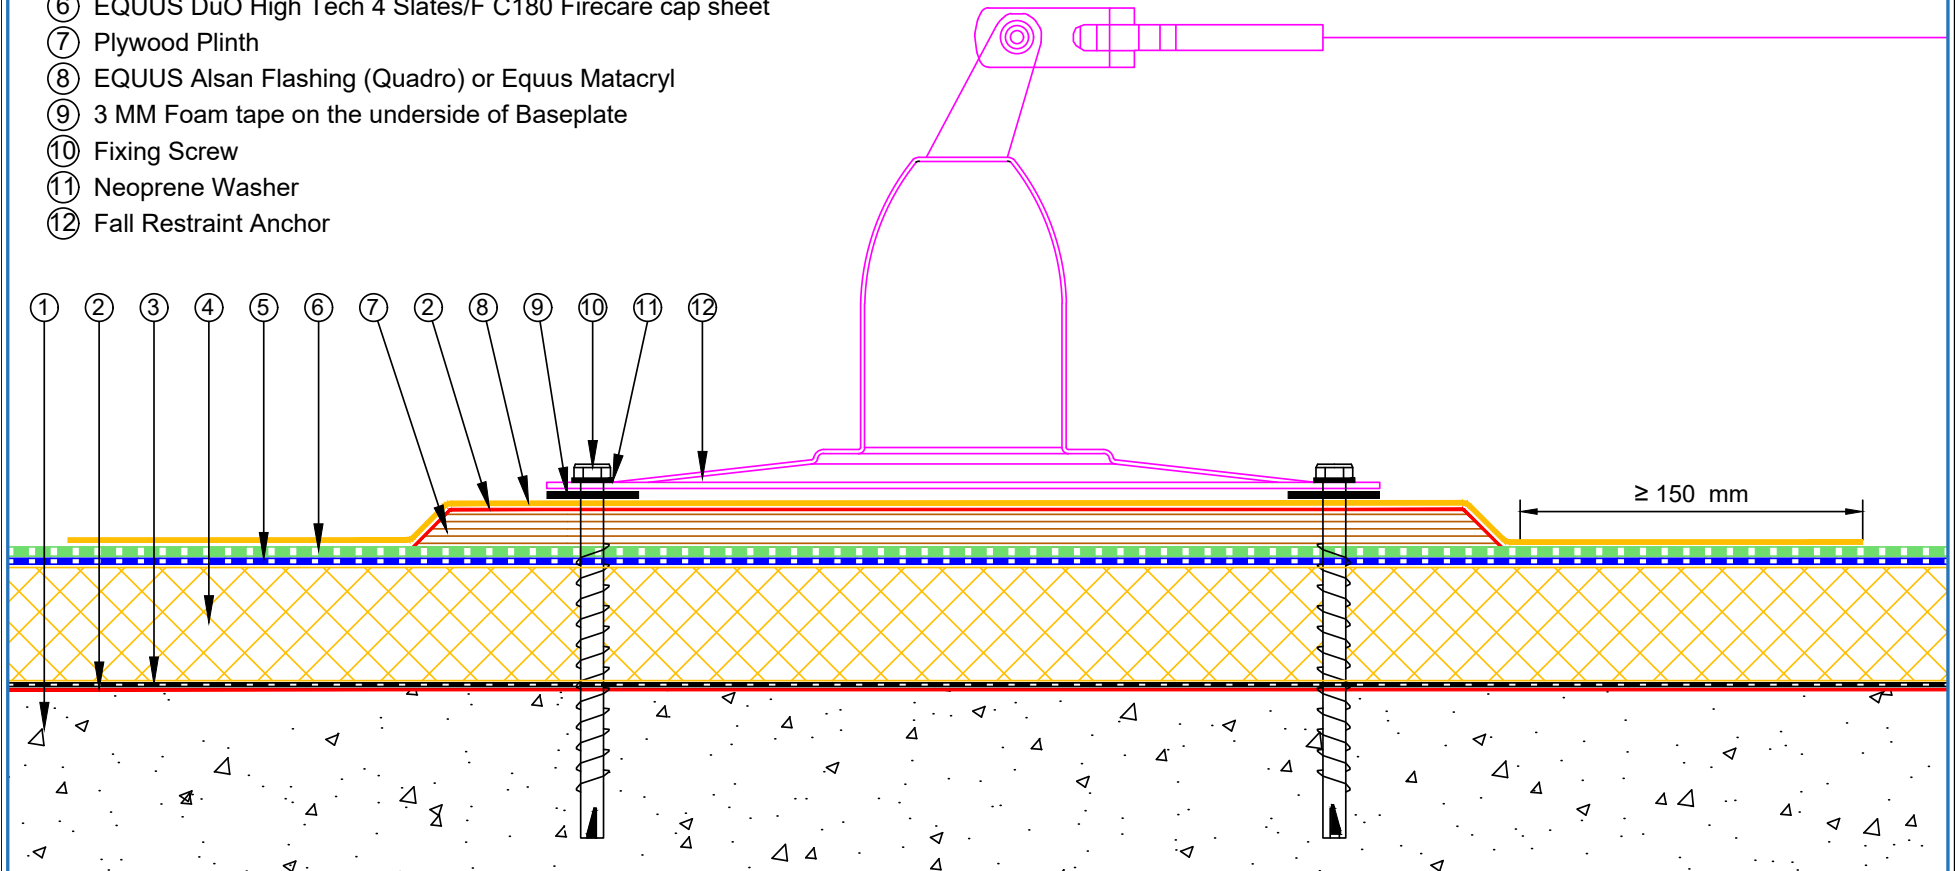 6 EQUUS DuO High Tech 4 Slates/F C180 Firecare cap sheet
7 Plywood Plinth
8 EQUUS Alsan Flashing (Quadro) or Equus Matacryl
9 3 MM Foam tape on the underside of Baseplate
10 Fixing Screw
11 Neoprene Washer
12 Fall Restraint Anchor
1 2 3 4 5 6 7 2 8 9 10 11 12
≥ 150 mm